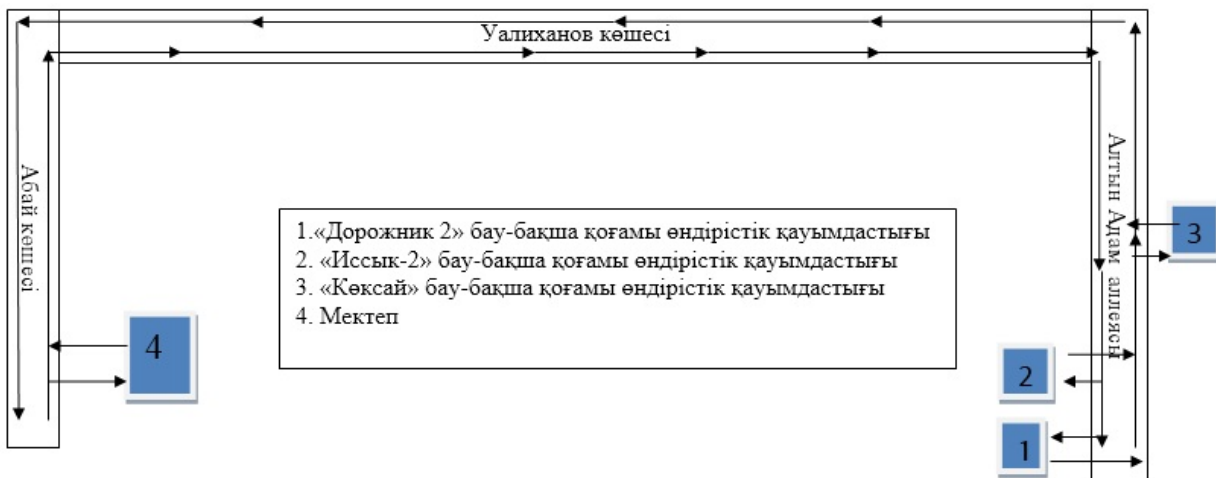 Уалиханов көшесі
Абай көшесі
Алтын Адам аллеясы
1.«Дорожник 2» бау-бақша қоғамы өндірістік қауымдастығы
2. «Иссык-2» бау-бақша қоғамы өндірістік қауымдастығы
3. «Көксай» бау-бақша қоғамы өндірістік қауымдастығы
4. Мектеп
3
4
2
1